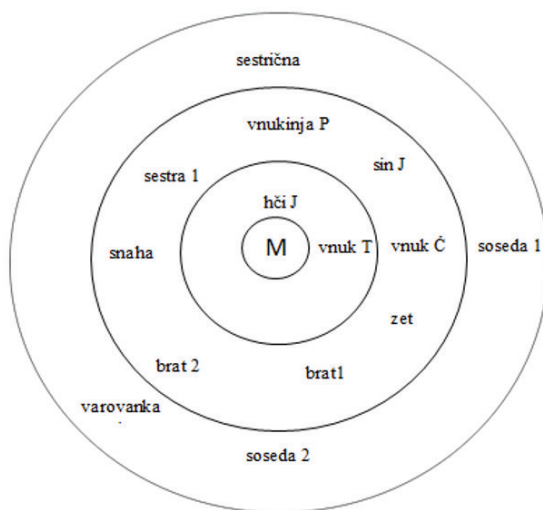 sestrična
vnukinja P
sin J
sestra 1
hči J
M
vnuk T
vnuk Ć
soseda 1
snaha
zet
brat 2
brat1
varovanka
soseda 2